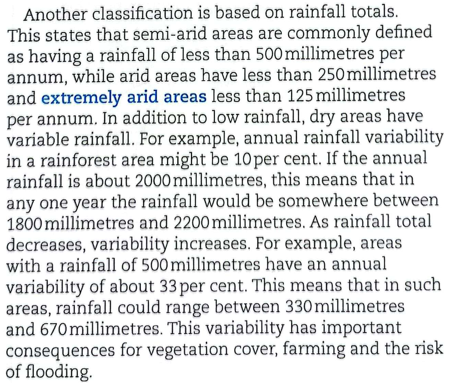 Another classification is based on rainfall totals.
This states that semi-arid areas are commonly defined
as having a rainfall of less than 500 millimetres per
annum, while arid areas have less than 250 millimetres
and extremely arid areas less than 125 millimetres
per annum. In addition to low rainfall, dry areas have
variable rainfall. For example, annual rainfall variability
in a rainforest area might be 10 per cent. If the annual
rainfall is about 2000 millimetres, this means that in
any one year the rainfall would be somewhere between
1800 millimetres and 2200 millimetres. As rainfall total
decreases, variability increases. For example, areas
with a rainfall of 500 millimetres have an annual
variability of about 33 per cent. This means that in such
areas, rainfall could range between 330 millimetres
and 670 millimetres. This variability has important
consequences for vegetation cover, farming and the risk
of flooding.